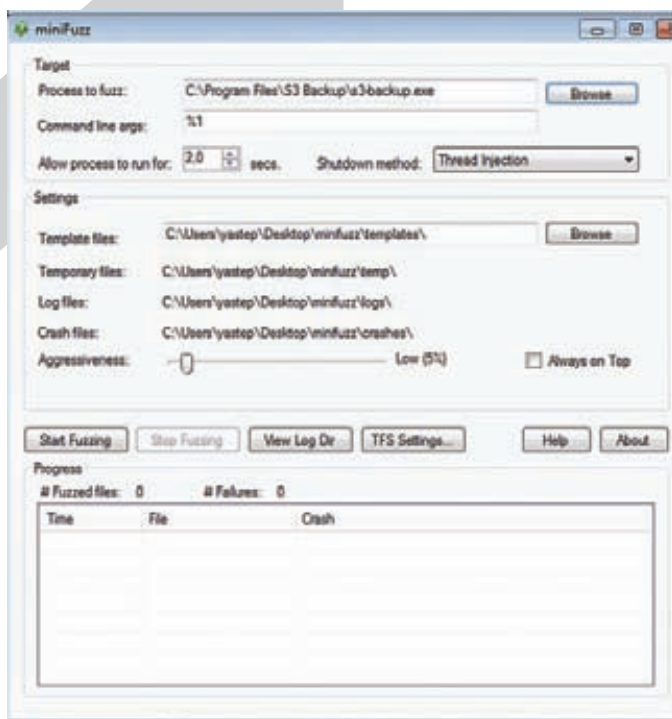 miniFuzz
Target
Process to fuzz: C:\Program Files\S3 Backup\s3-backup.exe Browse
Command line args: %1
Allow process to run for: 2.0 secs. Shutdown method: Thread Injection
Settings
Template files: C:\Users\yastep\Desktop\minifuzz\templates\ Browse
Temporary files: C:\Users\yastep\Desktop\minifuzz\temp\
Log files: C:\Users\yastep\Desktop\minifuzz\logs\
Crash files: C:\Users\yastep\Desktop\minifuzz\crashes\
Aggressiveness: Low (5%) Always on Top
Start Fuzzing Stop Fuzzing View Log Dir TFS Settings... Help About
Progress
# Fuzzed files: 0 # Failures: 0
Time File Crash